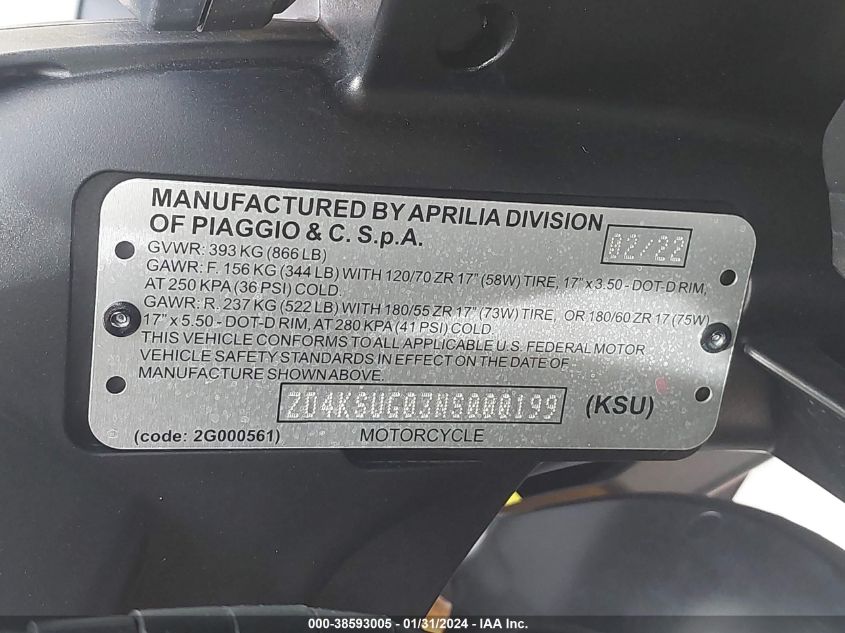 MANUFACTURED BY APRILIA DIVISION
OF PIAGGIO & C. S.p.A.
02/22
GVWR: 393 KG (866 LB)
GAWR: F. 156 KG (344 LB) WITH 120/70 ZR 17" (58W) TIRE, 17" x 3.50 - DOT-D RIM,
AT 250 KPA (36 PSI) COLD.
GAWR: R. 237 KG (522 LB) WITH 180/55 ZR 17" (73W) TIRE, OR 180/60 ZR 17 (75W)
17" x 5.50 - DOT-D RIM, AT 280 KPA (41 PSI) COLD.
THIS VEHICLE CONFORMS TO ALL APPLICABLE U.S. FEDERAL MOTOR
VEHICLE SAFETY STANDARDS IN EFFECT ON THE DATE OF
MANUFACTURE SHOWN ABOVE.
ZD4KSUG03NS000199 (KSU)
(code: 2G000561) MOTORCYCLE
000-38593005 - 01/31/2024 - IAA Inc.